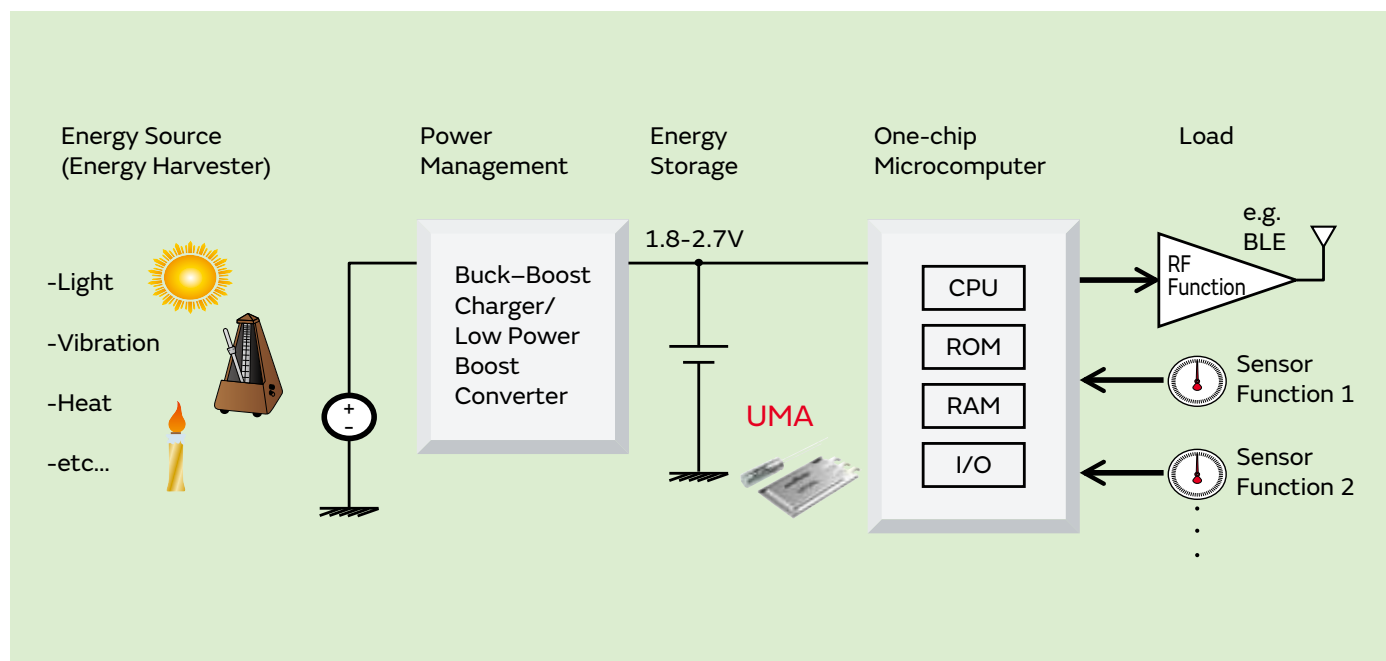 Energy Source
(Energy Harvester)
Power
Management
Energy
Storage
One-chip
Microcomputer
Load
-Light
-Vibration
-Heat
-etc...
+
-
Buck–Boost
Charger/
Low Power
Boost
Converter
1.8-2.7V
UMA
CPU
ROM
RAM
I/O
e.g.
BLE
RF
Function
Sensor
Function 1
Sensor
Function 2